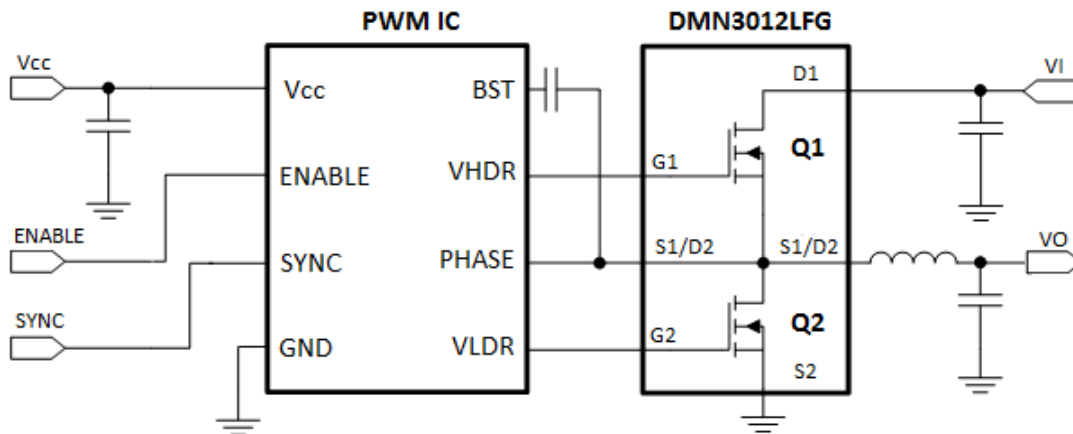 PWM IC
DMN3012LFG
Vcc
Vcc
BST
D1
VI
ENABLE
VHDR
G1
Q1
ENABLE
SYNC
PHASE
S1/D2
S1/D2
VO
SYNC
GND
VLDR
G2
Q2
S2